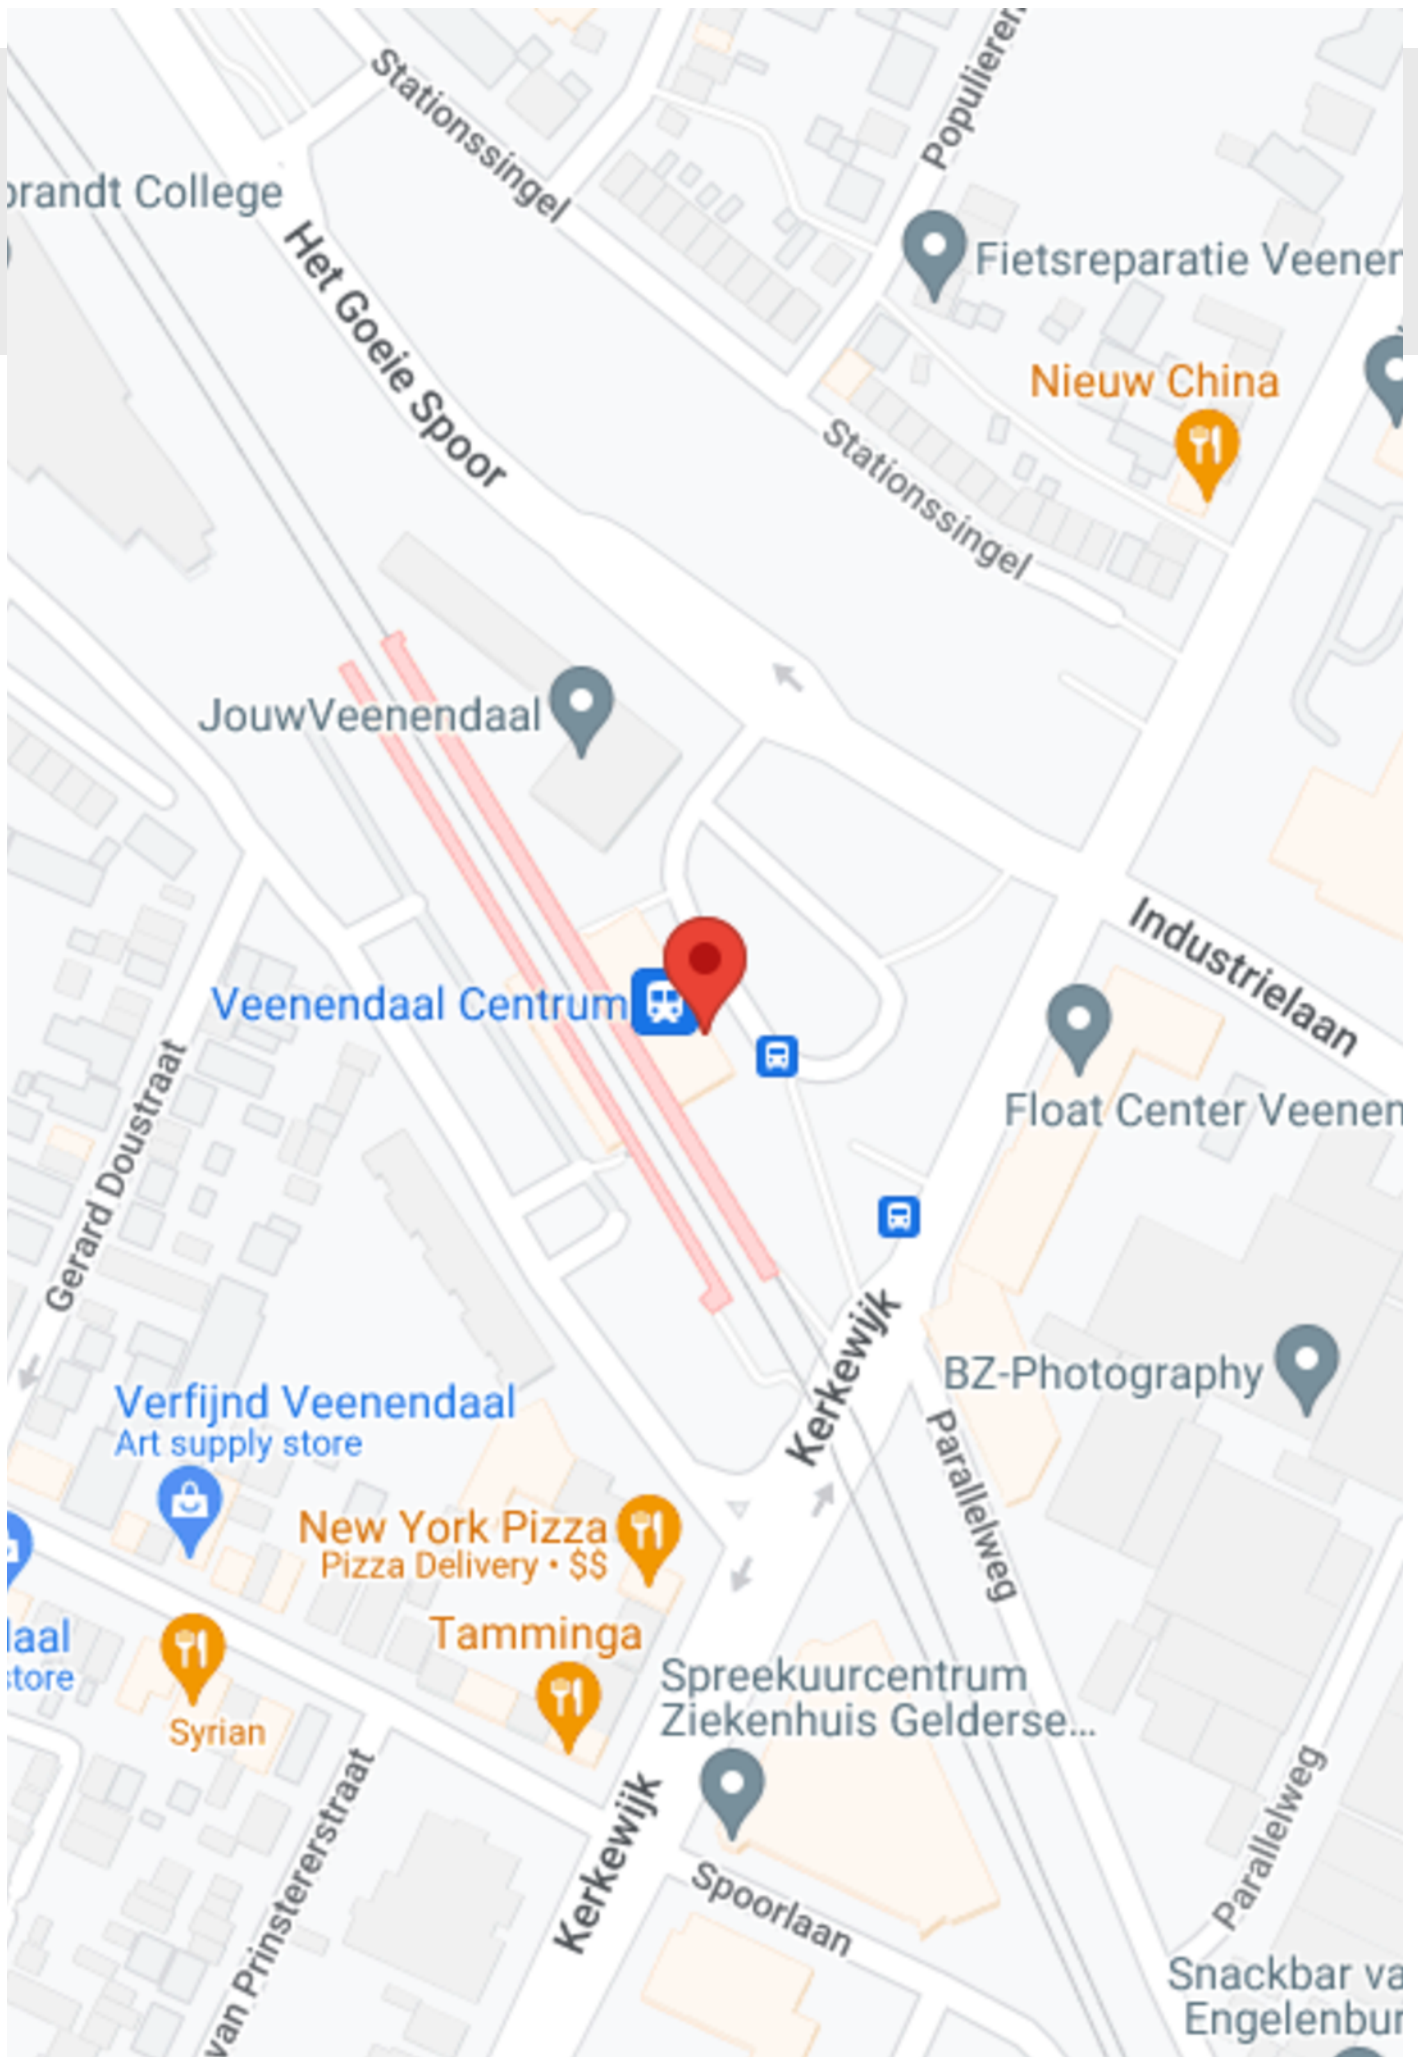 Populieren
Stationssingel
brandt College
Het Goeie Spoor
Fietsreparatie Veenen
Nieuw China
Stationssingel
JouwVeenendaal
Industrielaan
Veenendaal Centrum
Float Center Veenen
Gerard Doustraat
Kerkewijk
BZ-Photography
Verfijnd Veenendaal
Art supply store
Parallelweg
New York Pizza
Pizza Delivery • $$
Tamminga
laal
store
Spreekuurcentrum
Ziekenhuis Gelderse...
Syrian
Parallelweg
Kerkewijk
van Prinstererstraat
Spoorlaan
Snackbar va
Engelenbur